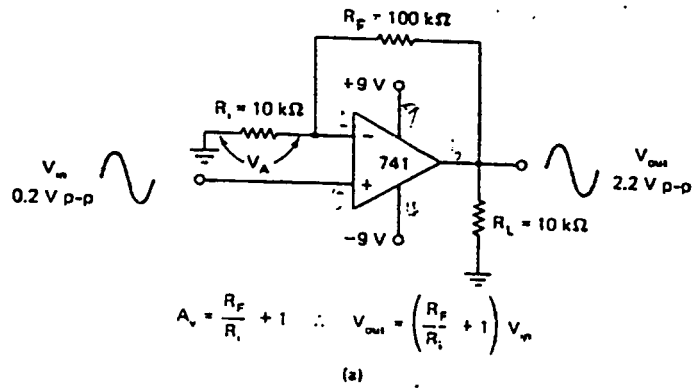 R_F = 100 kΩ
+9 V
R_i = 10 kΩ
−
V_A
741
+
V_in
0.2 V p-p
V_out
2.2 V p-p
R_L = 10 kΩ
−9 V
A_v = R_F / R_i + 1 ∴ V_out = (R_F / R_i + 1) V_in
(a)